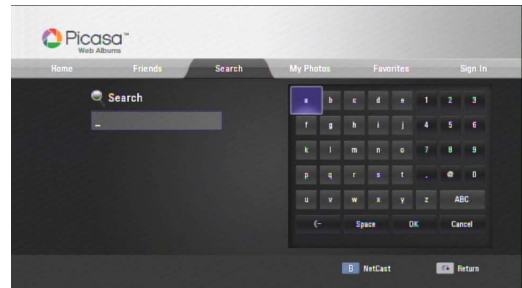 Picasa™
Web Albums
Home Friends Search My Photos Favorites Sign In
Search
_
a b c d e 1 2 3
f g h i j 4 5 6
k l m n o 7 8 9
p q r s t . @ 0
u v w x y z ABC
(- Space OK Cancel
B NetCast Return